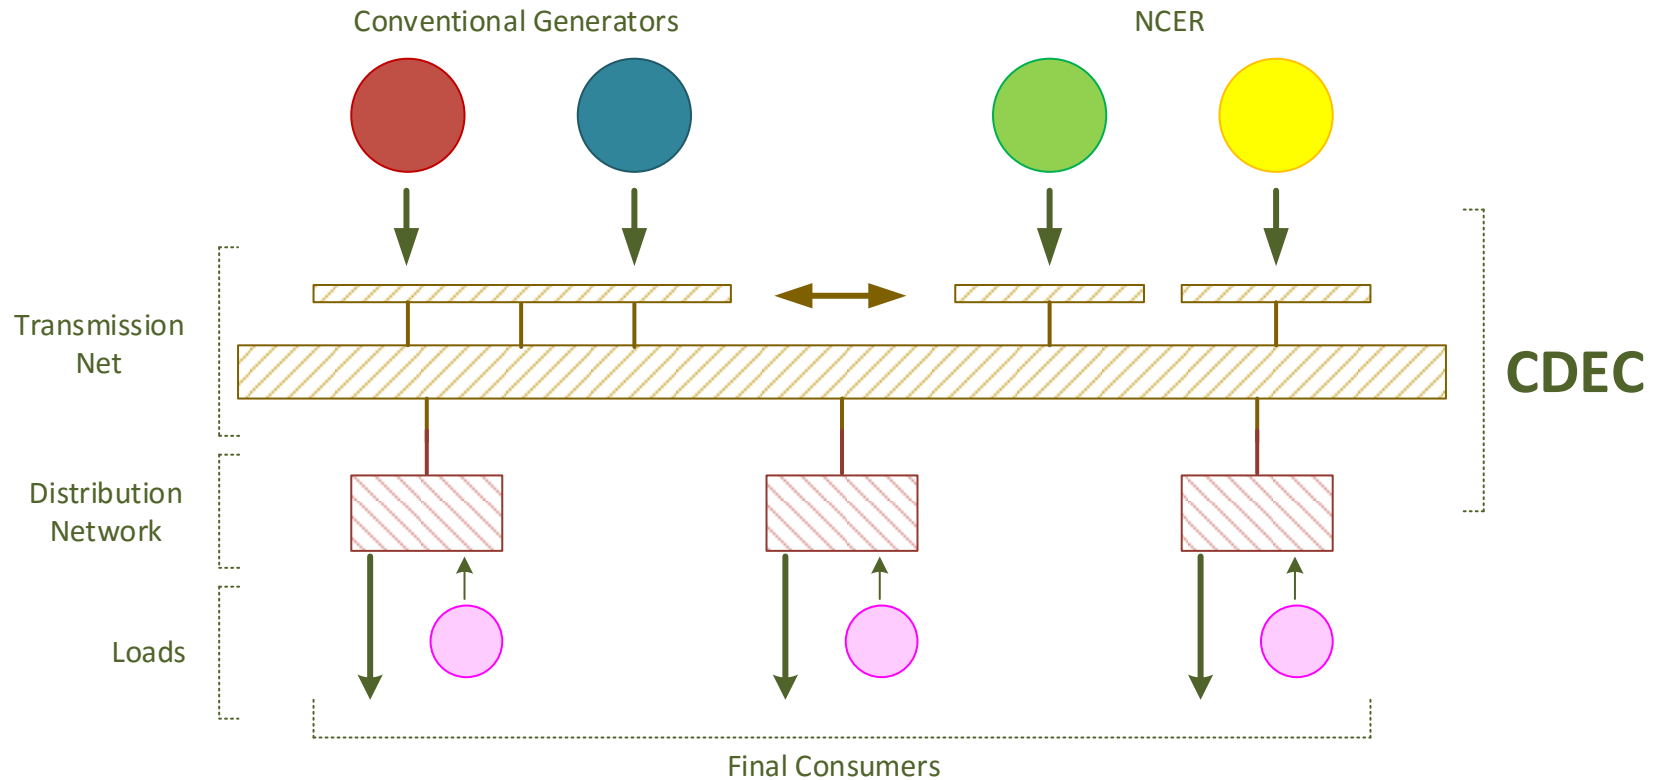 Conventional Generators
NCER
Transmission
Net
CDEC
Distribution
Network
Loads
Final Consumers